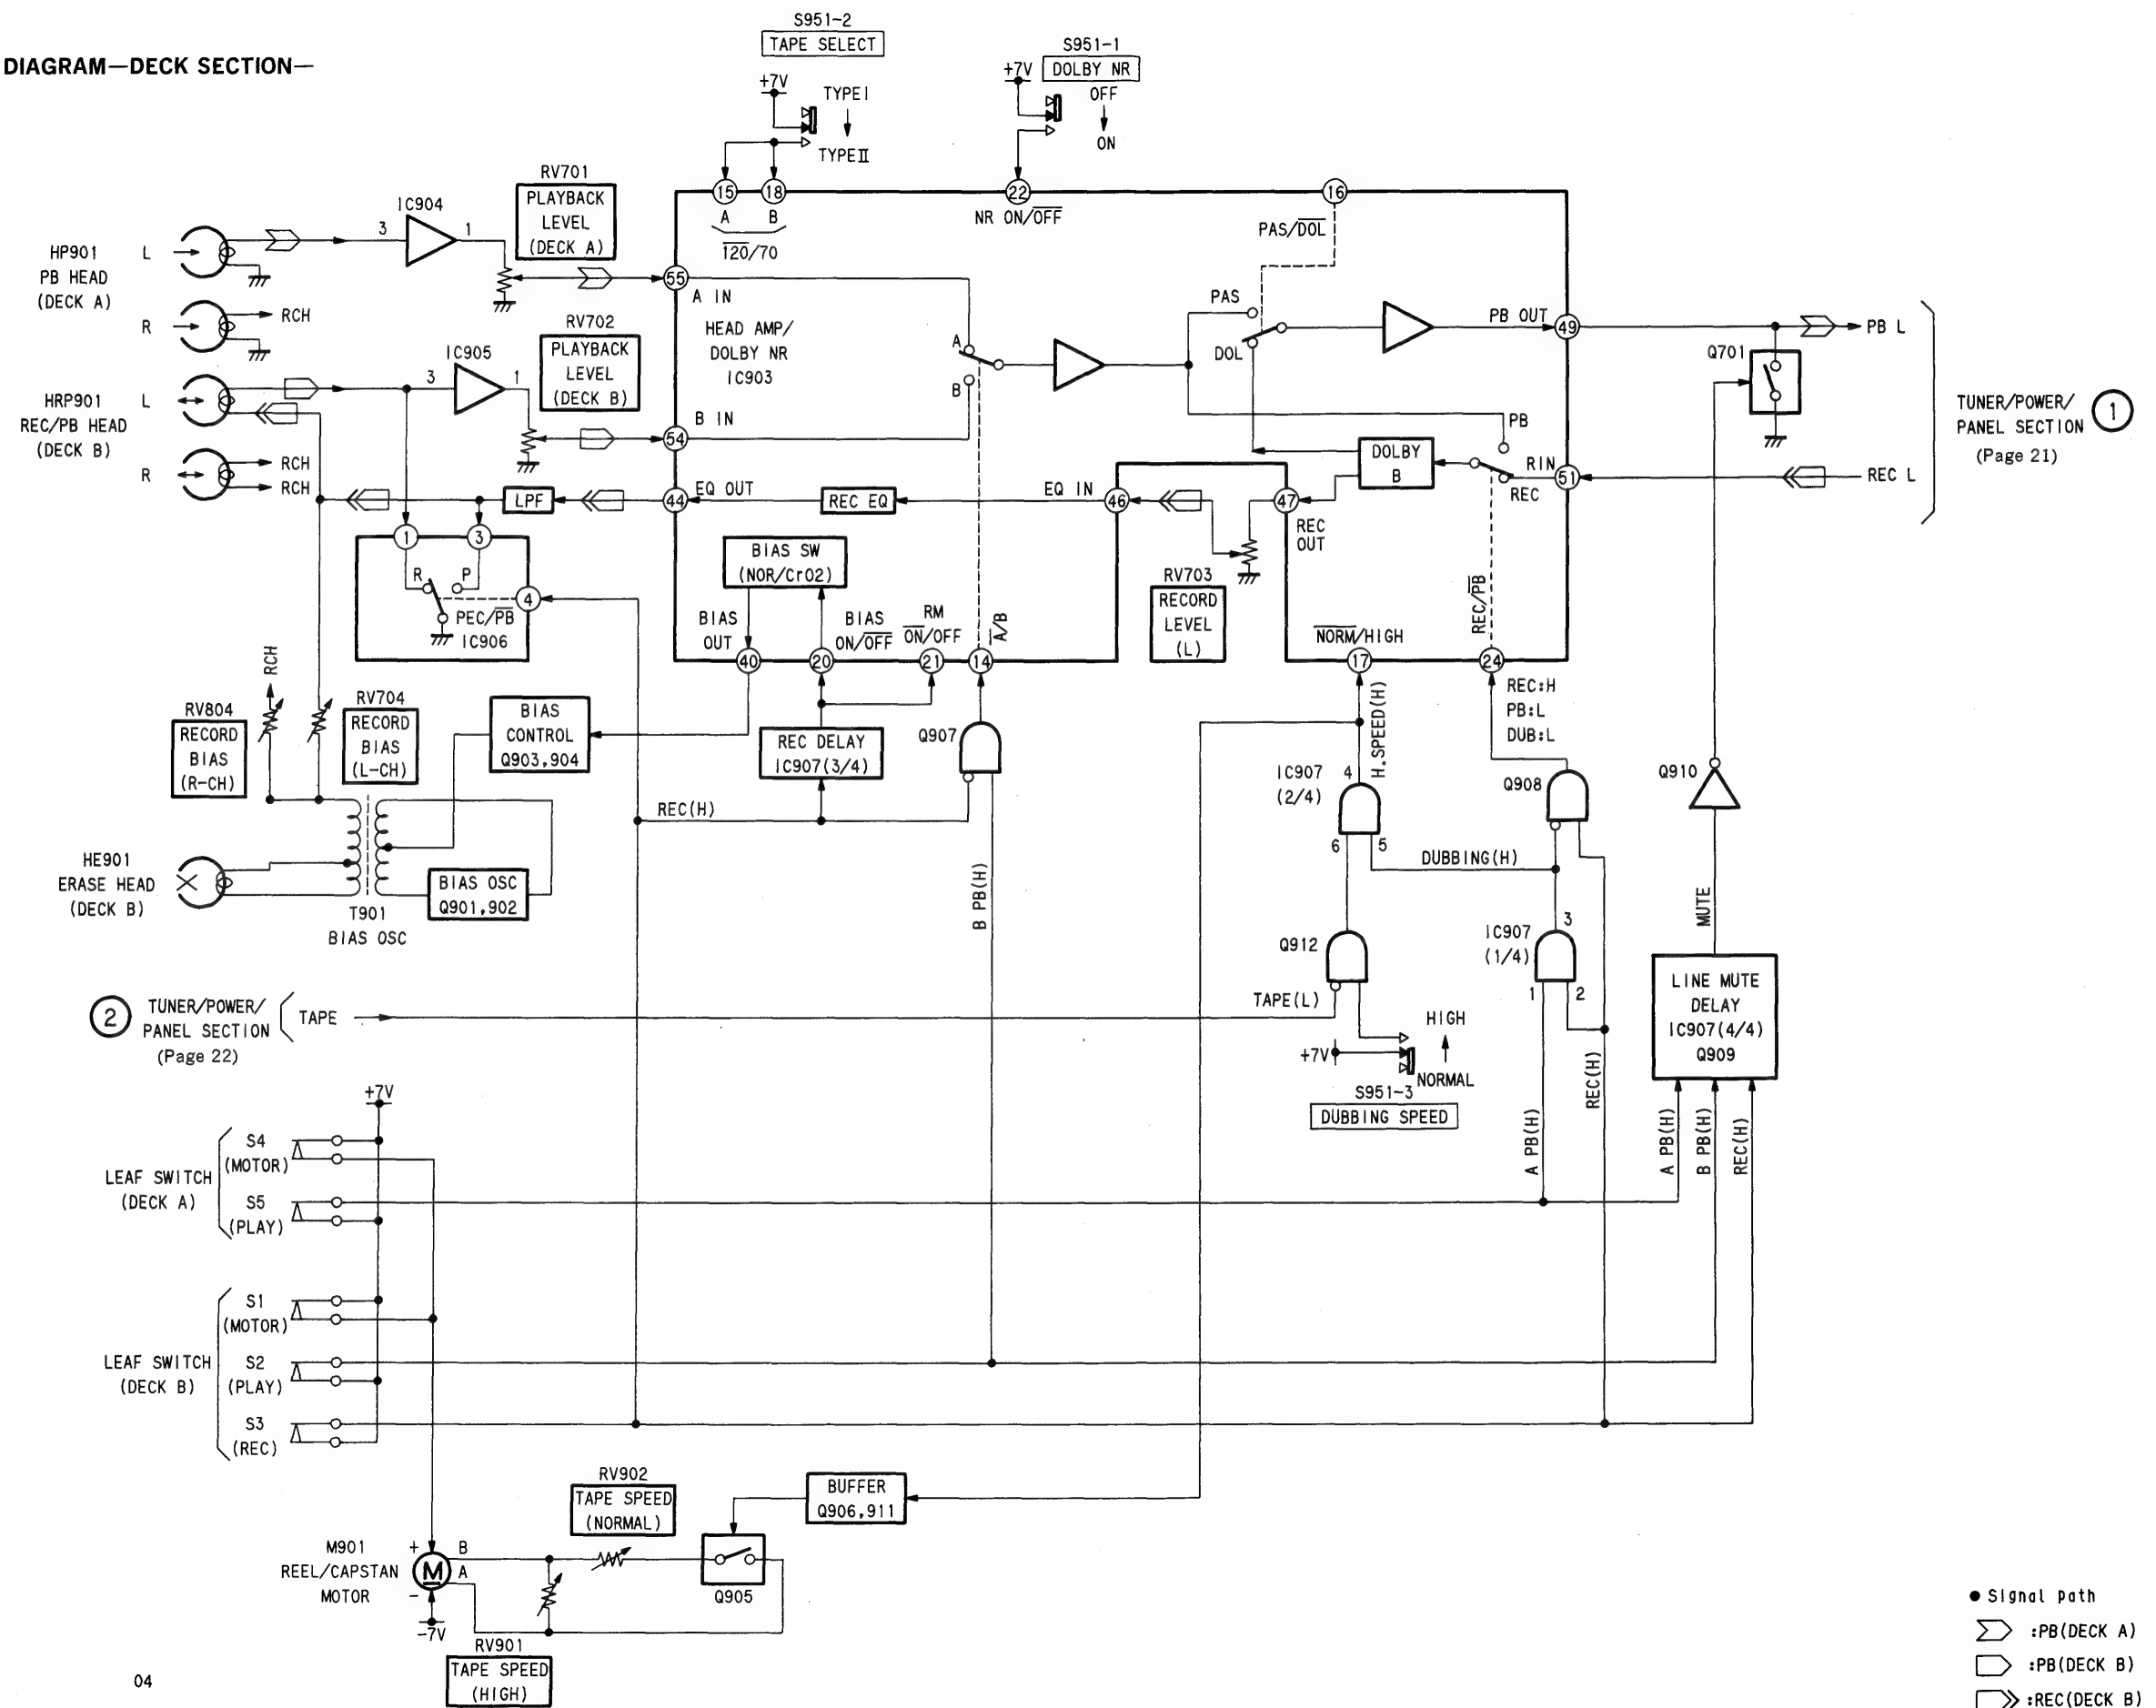 DIAGRAM—DECK SECTION—
S951-2
TAPE SELECT
+7V
TYPE I
TYPE II
S951-1
DOLBY NR
+7V
OFF
ON
HP901
PB HEAD
(DECK A)
L
R
RCH
IC904
3
1
RV701
PLAYBACK
LEVEL
(DECK A)
HRP901
REC/PB HEAD
(DECK B)
L
R
RCH
RCH
IC905
3
1
RV702
PLAYBACK
LEVEL
(DECK B)
15
18
A
B
120/70
22
NR ON/OFF
16
PAS/DOL
55
A IN
HEAD AMP/
DOLBY NR
IC903
A
B
PAS
DOL
PB OUT
49
PB L
Q701
TUNER/POWER/
PANEL SECTION
(Page 21)
1
54
B IN
PB
DOLBY
B
RIN
REC
51
REC L
LPF
44
EQ OUT
REC EQ
EQ IN
46
47
REC
OUT
1
3
R
P
PEC/PB
IC906
4
BIAS SW
(NOR/CrO2)
BIAS
OUT
BIAS
ON/OFF
RM
ON/OFF
A/B
40
20
21
14
RV703
RECORD
LEVEL
(L)
NORM/HIGH
REC/PB
17
24
REC:H
PB:L
DUB:L
RCH
RV804
RECORD
BIAS
(R-CH)
RV704
RECORD
BIAS
(L-CH)
BIAS
CONTROL
Q903,904
REC DELAY
IC907(3/4)
Q907
REC(H)
H.SPEED(H)
IC907
(2/4)
4
6
5
Q908
DUBBING(H)
Q910
HE901
ERASE HEAD
(DECK B)
T901
BIAS OSC
BIAS OSC
Q901,902
B PB(H)
Q912
IC907
(1/4)
3
1
2
MUTE
LINE MUTE
DELAY
IC907(4/4)
Q909
2
TUNER/POWER/
PANEL SECTION
(Page 22)
TAPE
TAPE(L)
HIGH
+7V
NORMAL
S951-3
DUBBING SPEED
REC(H)
A PB(H)
A PB(H)
B PB(H)
REC(H)
+7V
LEAF SWITCH
(DECK A)
S4
(MOTOR)
S5
(PLAY)
LEAF SWITCH
(DECK B)
S1
(MOTOR)
S2
(PLAY)
S3
(REC)
M901
REEL/CAPSTAN
MOTOR
+
M
-
B
A
-7V
RV902
TAPE SPEED
(NORMAL)
Q905
BUFFER
Q906,911
RV901
TAPE SPEED
(HIGH)
04
● Signal path
:PB(DECK A)
:PB(DECK B)
:REC(DECK B)